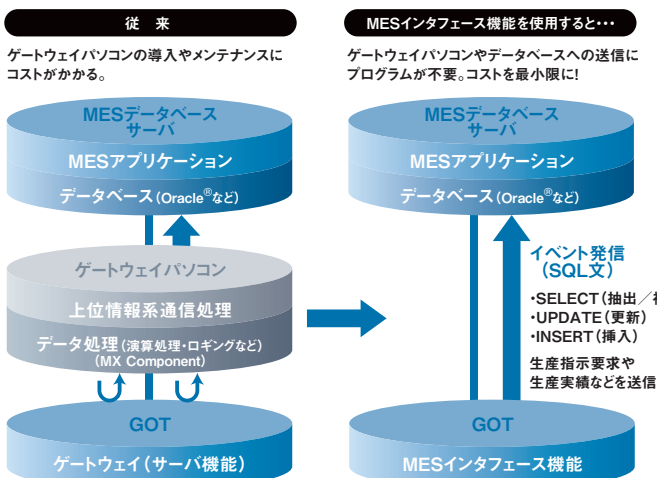 従 来
ゲートウェイパソコンの導入やメンテナンスに
コストがかかる。
MESデータベース
サーバ
MESアプリケーション
データベース(Oracle®など)
ゲートウェイパソコン
上位情報系通信処理
データ処理(演算処理・ロギングなど)
(MX Component)
GOT
ゲートウェイ(サーバ機能)
MESインタフェース機能を使用すると・・・
ゲートウェイパソコンやデータベースへの送信に
プログラムが不要。コストを最小限に!
MESデータベース
サーバ
MESアプリケーション
データベース(Oracle®など)
イベント発信
(SQL文)
・SELECT(抽出/
・UPDATE(更新)
・INSERT(挿入)
生産指示要求や
生産実績などを送信
GOT
MESインタフェース機能